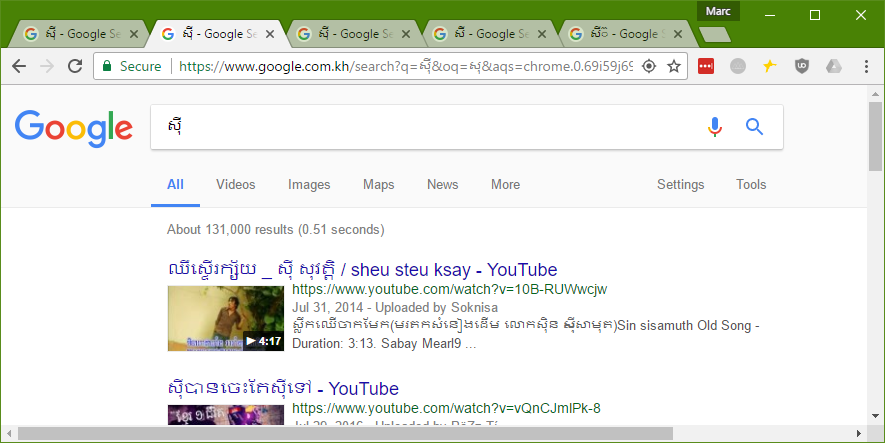 Marc
ស៊ី - Google Se
ស៊ី - Google Se
ស៊ី - Google Se
ស៊ី - Google Se
ស៊ី - Google S
Secure
https://www.google.com.kh/search?q=ស៊ី&oq=ស៊ុ&aqs=chrome.0.69i59j69
Google
ស៊ី
All Videos Images Maps News More Settings Tools
About 131,000 results (0.51 seconds)
ឈឺស្ទើរក្ស័យ _ ស៊ី សុវត្តិ / sheu steu ksay - YouTube
https://www.youtube.com/watch?v=10B-RUWwcjw
Jul 31, 2014 - Uploaded by Soknisa
ស្លឹកឈើចាកមែក(មរតកសំនៀងដើម លោកស៊ិន ស៊ីសាមុត)Sin sisamuth Old Song -
Duration: 3:13. Sabay Mearl9 ...
4:17
ស៊ីបានចេះតែស៊ីទៅ - YouTube
https://www.youtube.com/watch?v=vQnCJmlPk-8